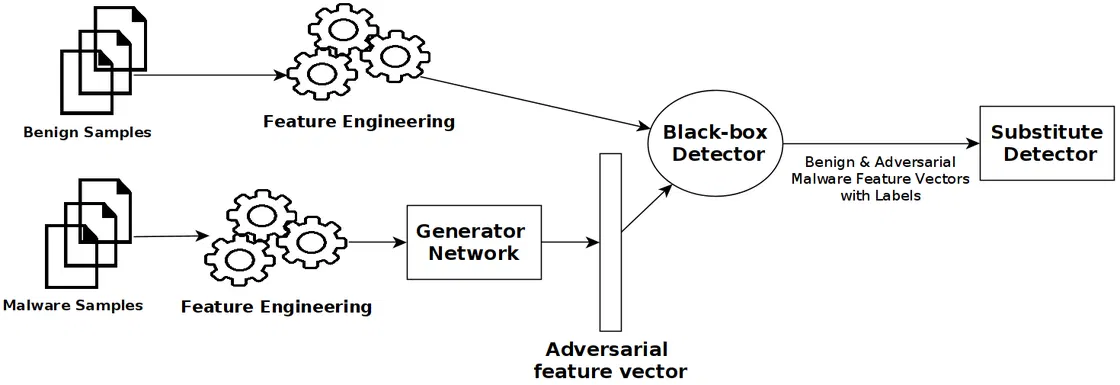 Benign Samples
Feature Engineering
Black-box
Detector
Benign & Adversarial
Malware Feature Vectors
with Labels
Substitute
Detector
Malware Samples
Feature Engineering
Generator
Network
Adversarial
feature vector